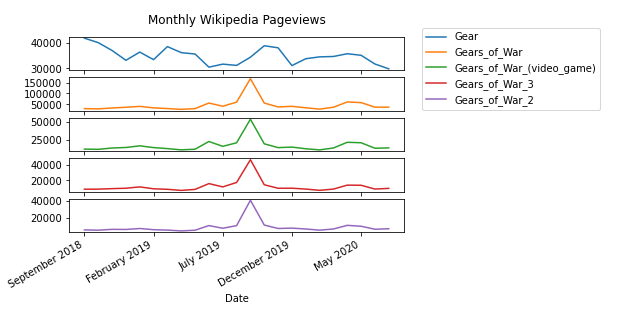 Monthly Wikipedia Pageviews
Gear
Gears_of_War
Gears_of_War_(video_game)
Gears_of_War_3
Gears_of_War_2
40000
30000
150000
100000
50000
50000
25000
40000
20000
40000
20000
September 2018
February 2019
July 2019
December 2019
May 2020
Date